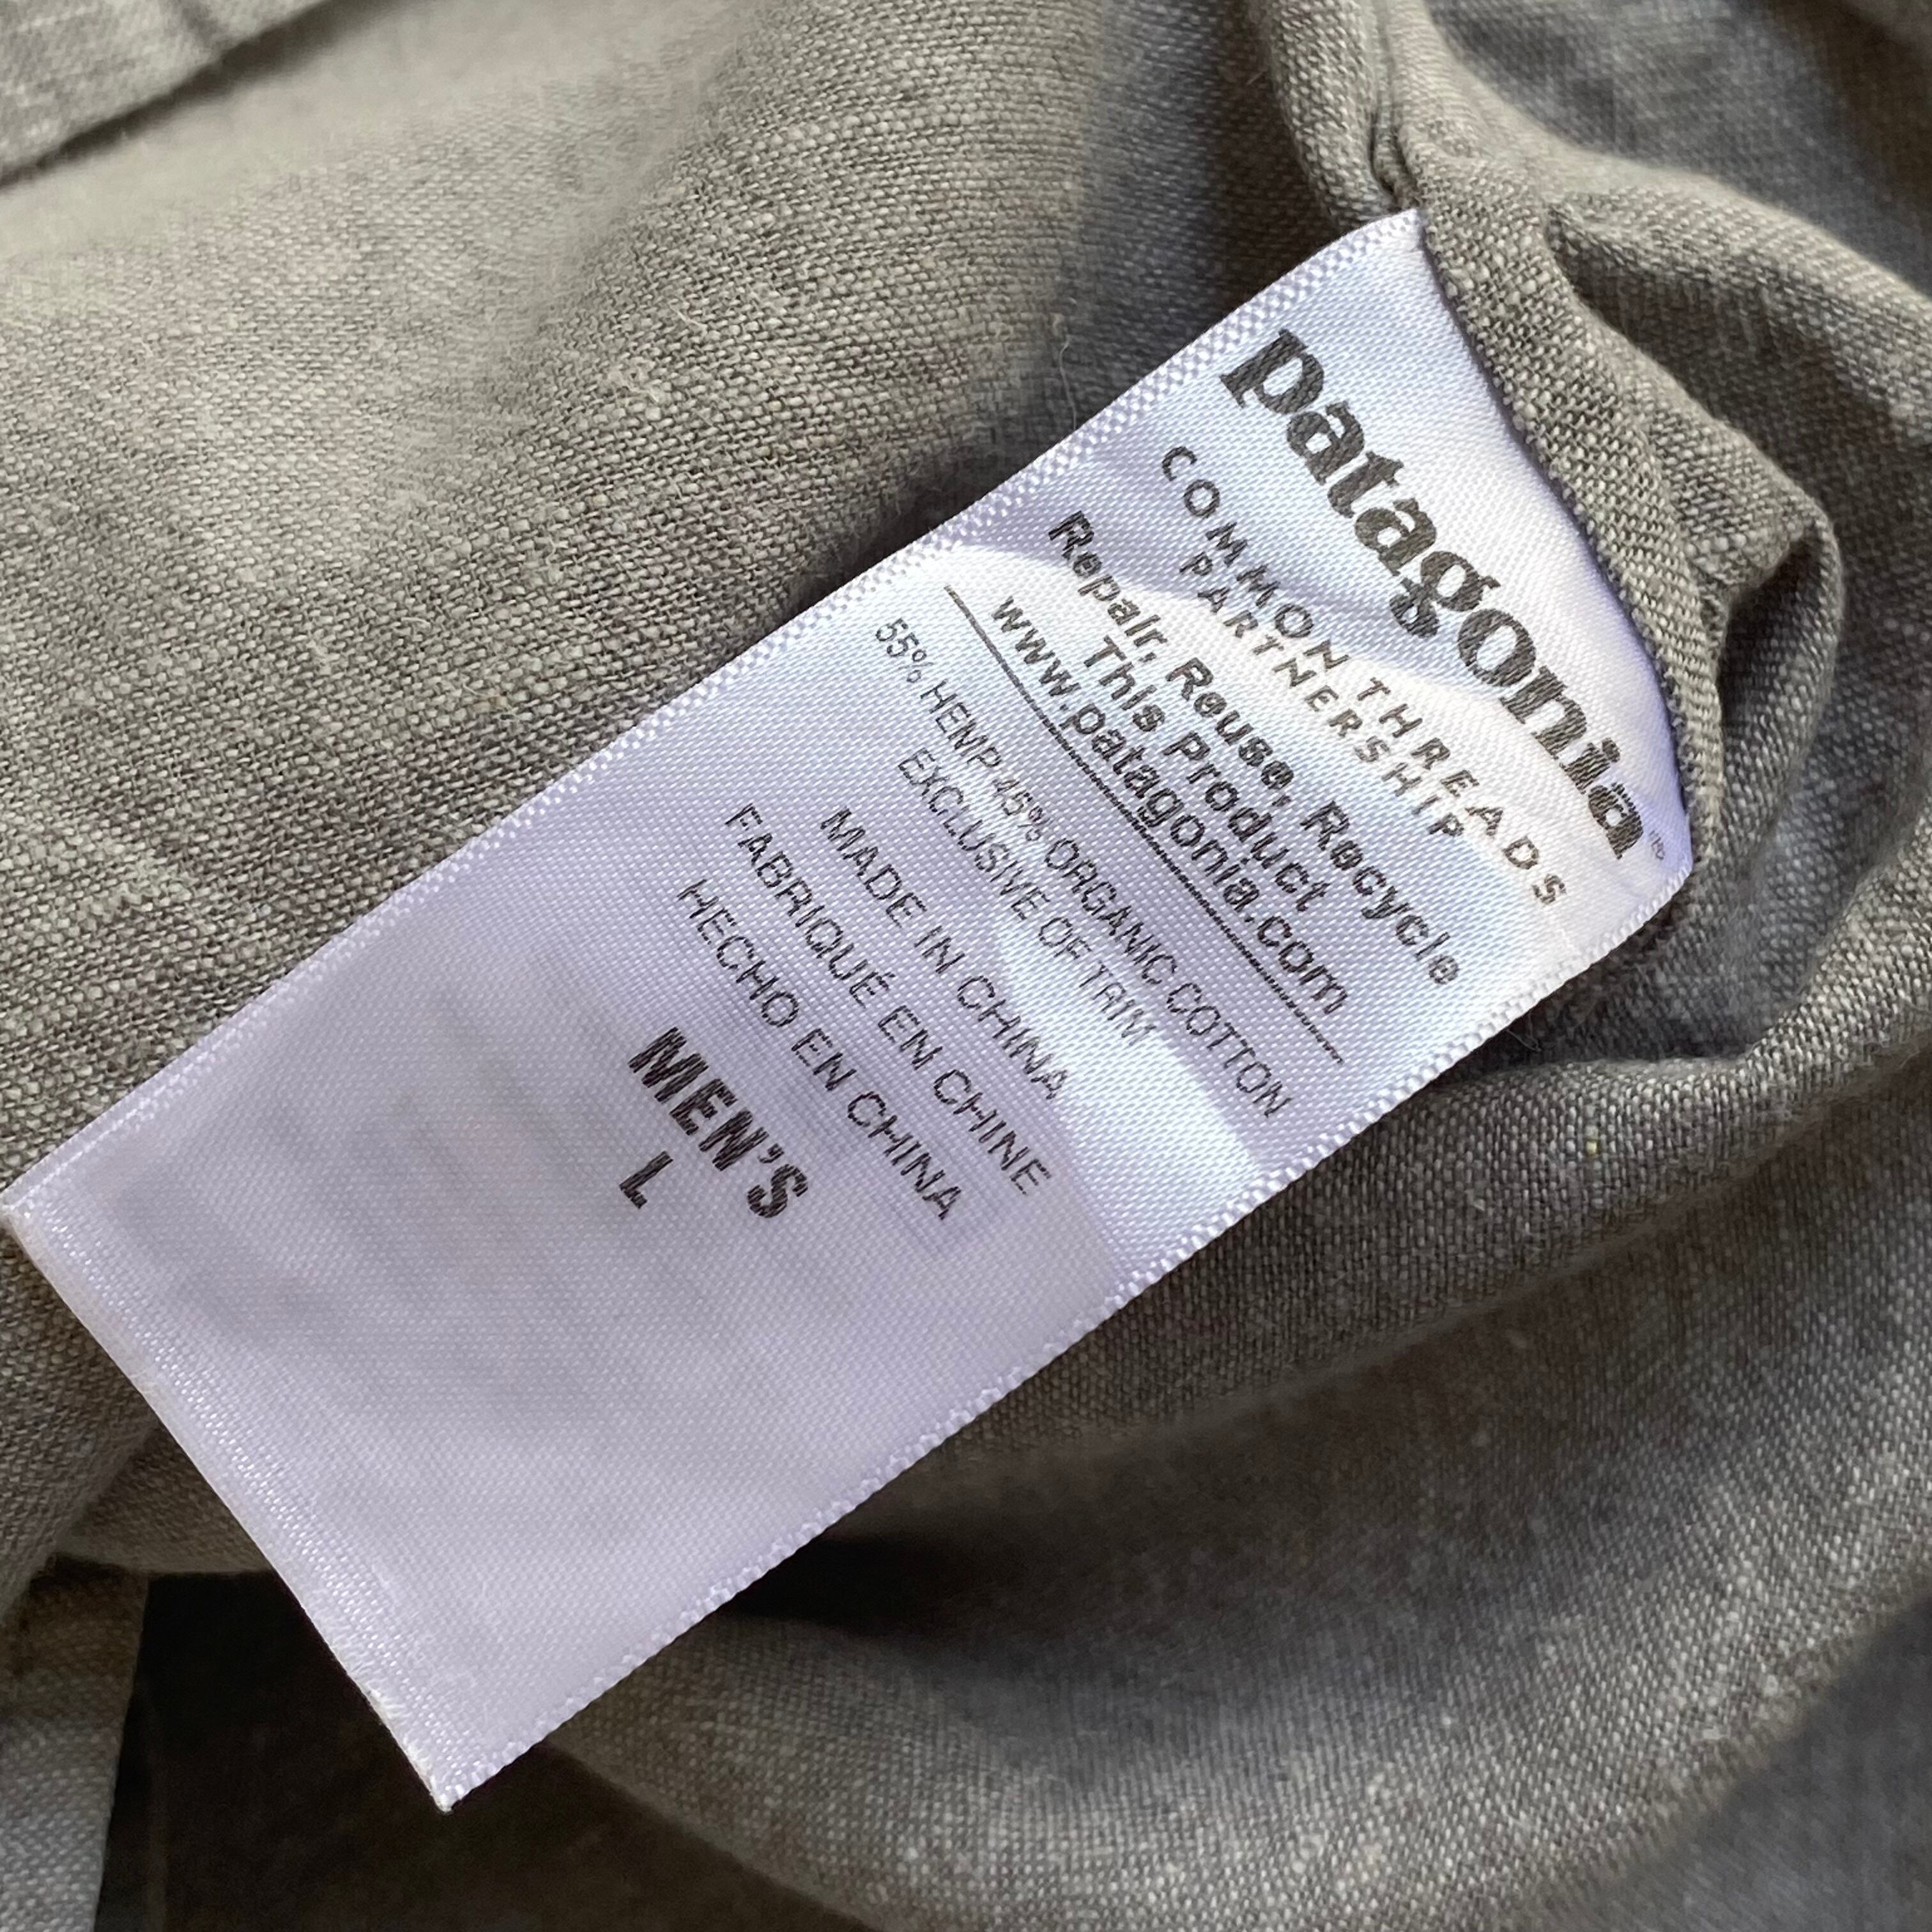 patagonia®
COMMON THREADS
PARTNERSHIP
Repair, Reuse, Recycle
This Product
www.patagonia.com
55% HEMP 45% ORGANIC COTTON
EXCLUSIVE OF TRIM
MADE IN CHINA
FABRIQUÉ EN CHINE
HECHO EN CHINA
MEN'S
L